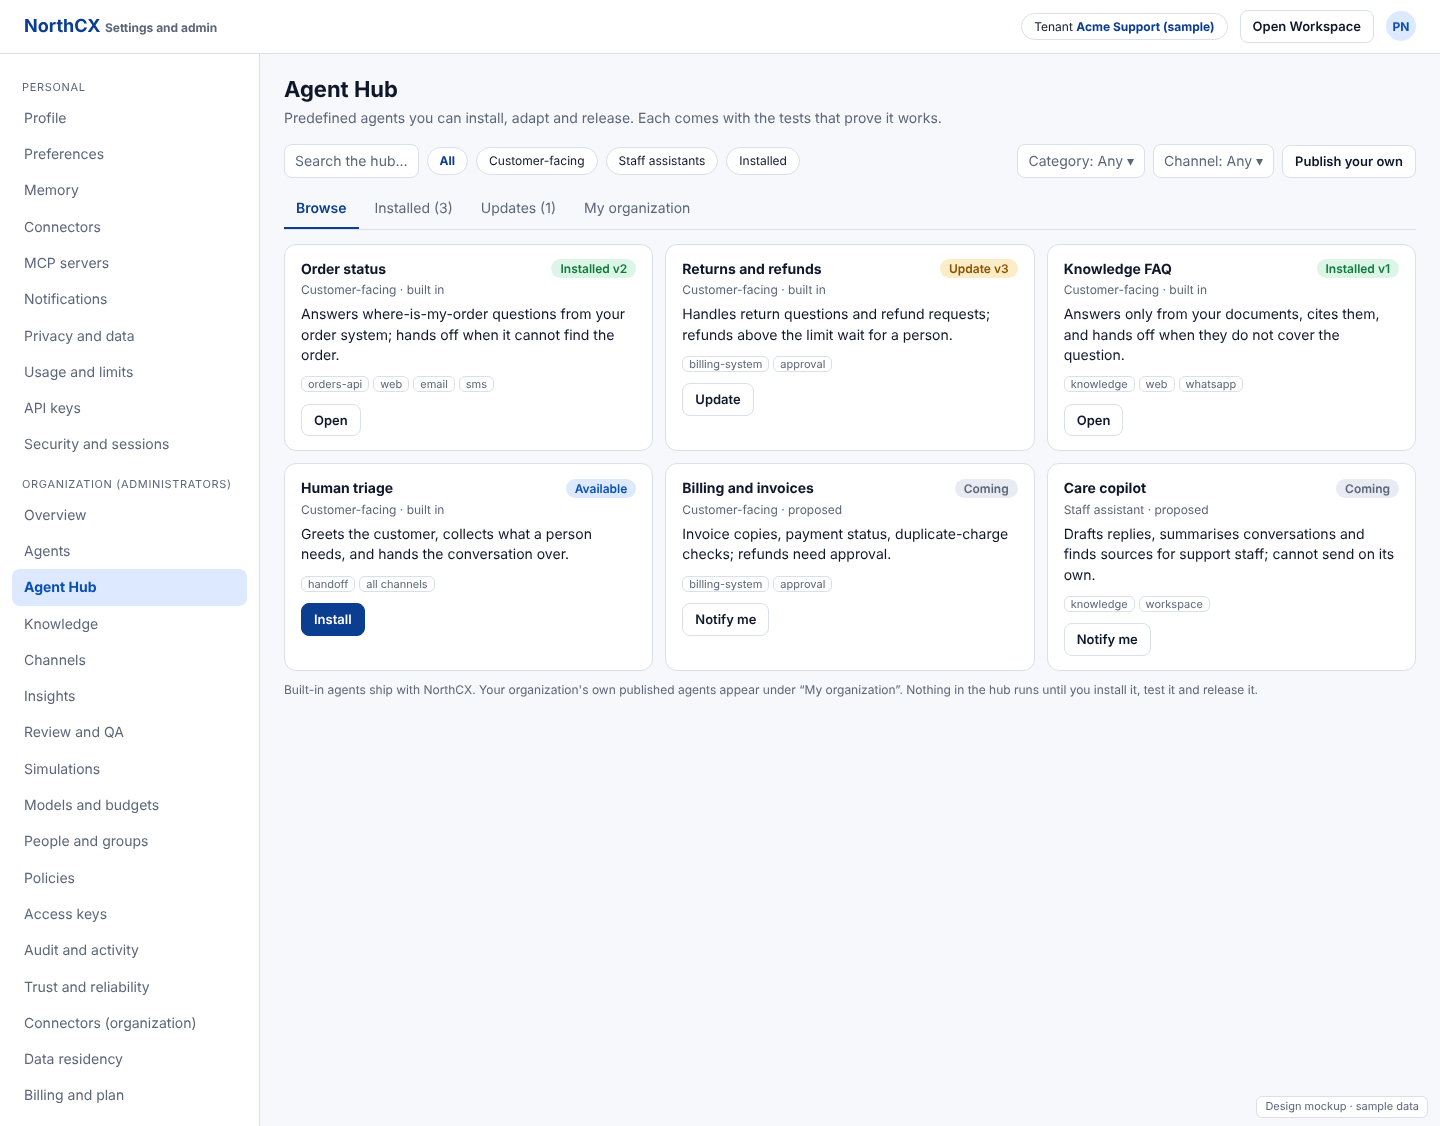 NorthCX Settings and admin
Tenant Acme Support (sample)
Open Workspace
PN
PERSONAL
Profile
Preferences
Memory
Connectors
MCP servers
Notifications
Privacy and data
Usage and limits
API keys
Security and sessions
ORGANIZATION (ADMINISTRATORS)
Overview
Agents
Agent Hub
Knowledge
Channels
Insights
Review and QA
Simulations
Models and budgets
People and groups
Policies
Access keys
Audit and activity
Trust and reliability
Connectors (organization)
Data residency
Billing and plan
Agent Hub
Predefined agents you can install, adapt and release. Each comes with the tests that prove it works.
Search the hub...
All
Customer-facing
Staff assistants
Installed
Category: Any ▾
Channel: Any ▾
Publish your own
Browse
Installed (3)
Updates (1)
My organization
Order status
Installed v2
Customer-facing · built in
Answers where-is-my-order questions from your
order system; hands off when it cannot find the
order.
orders-api
web
email
sms
Open
Returns and refunds
Update v3
Customer-facing · built in
Handles return questions and refund requests;
refunds above the limit wait for a person.
billing-system
approval
Update
Knowledge FAQ
Installed v1
Customer-facing · built in
Answers only from your documents, cites them,
and hands off when they do not cover the
question.
knowledge
web
whatsapp
Open
Human triage
Available
Customer-facing · built in
Greets the customer, collects what a person
needs, and hands the conversation over.
handoff
all channels
Install
Billing and invoices
Coming
Customer-facing · proposed
Invoice copies, payment status, duplicate-charge
checks; refunds need approval.
billing-system
approval
Notify me
Care copilot
Coming
Staff assistant · proposed
Drafts replies, summarises conversations and
finds sources for support staff; cannot send on its
own.
knowledge
workspace
Notify me
Built-in agents ship with NorthCX. Your organization's own published agents appear under “My organization”. Nothing in the hub runs until you install it, test it and release it.
Design mockup · sample data